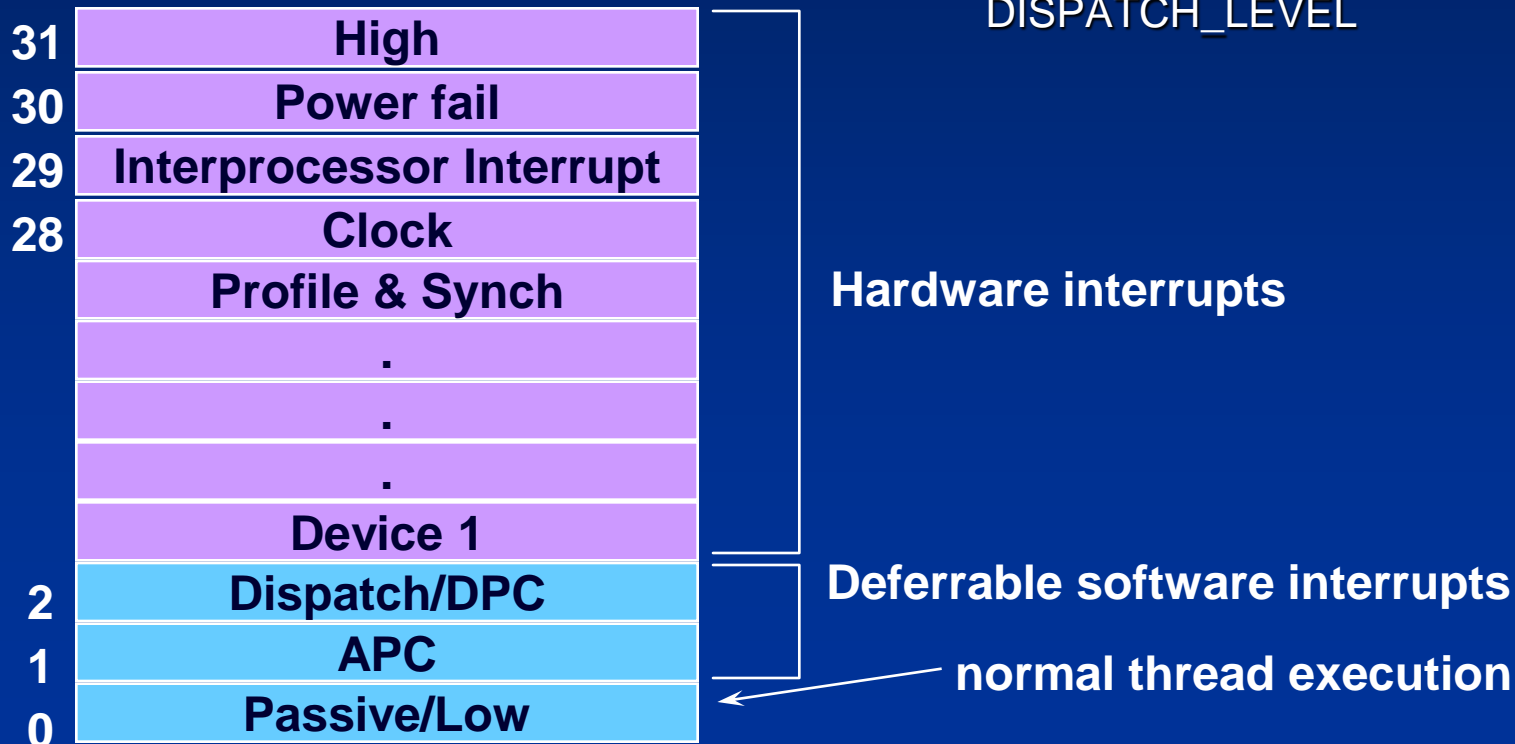 DISPATCH_LEVEL
31 High
30 Power fail
29 Interprocessor Interrupt
28 Clock
Profile & Synch
Hardware interrupts
.
.
.
Device 1
2 Dispatch/DPC
Deferrable software interrupts
1 APC
normal thread execution
0 Passive/Low